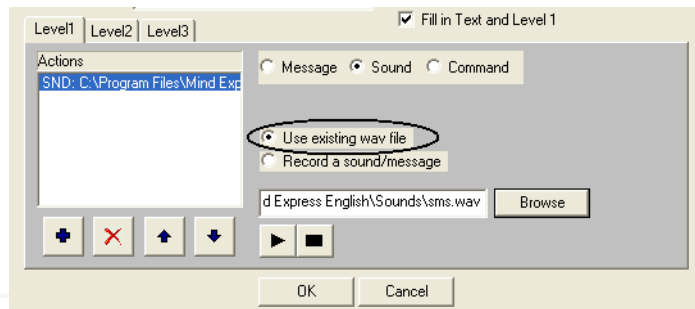 Fill in Text and Level 1
Level1 Level2 Level3
Actions
SND: C:\Program Files\Mind Exp
Message Sound Command
Use existing wav file
Record a sound/message
d Express English\Sounds\sms.wav Browse
OK Cancel